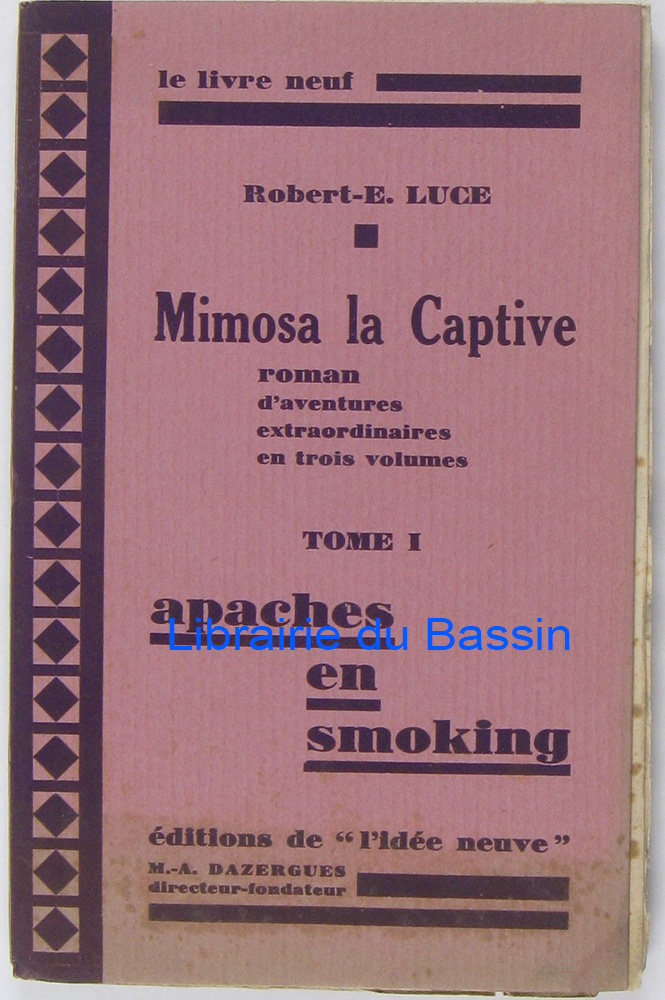 le livre neuf
Robert-E. LUCE
Mimosa la Captive
roman
d'aventures
extraordinaires
en trois volumes
TOME I
apaches
Librairie du Bassin
en
smoking
éditions de "l'idée neuve"
M.-A. DAZERGUES
directeur-fondateur